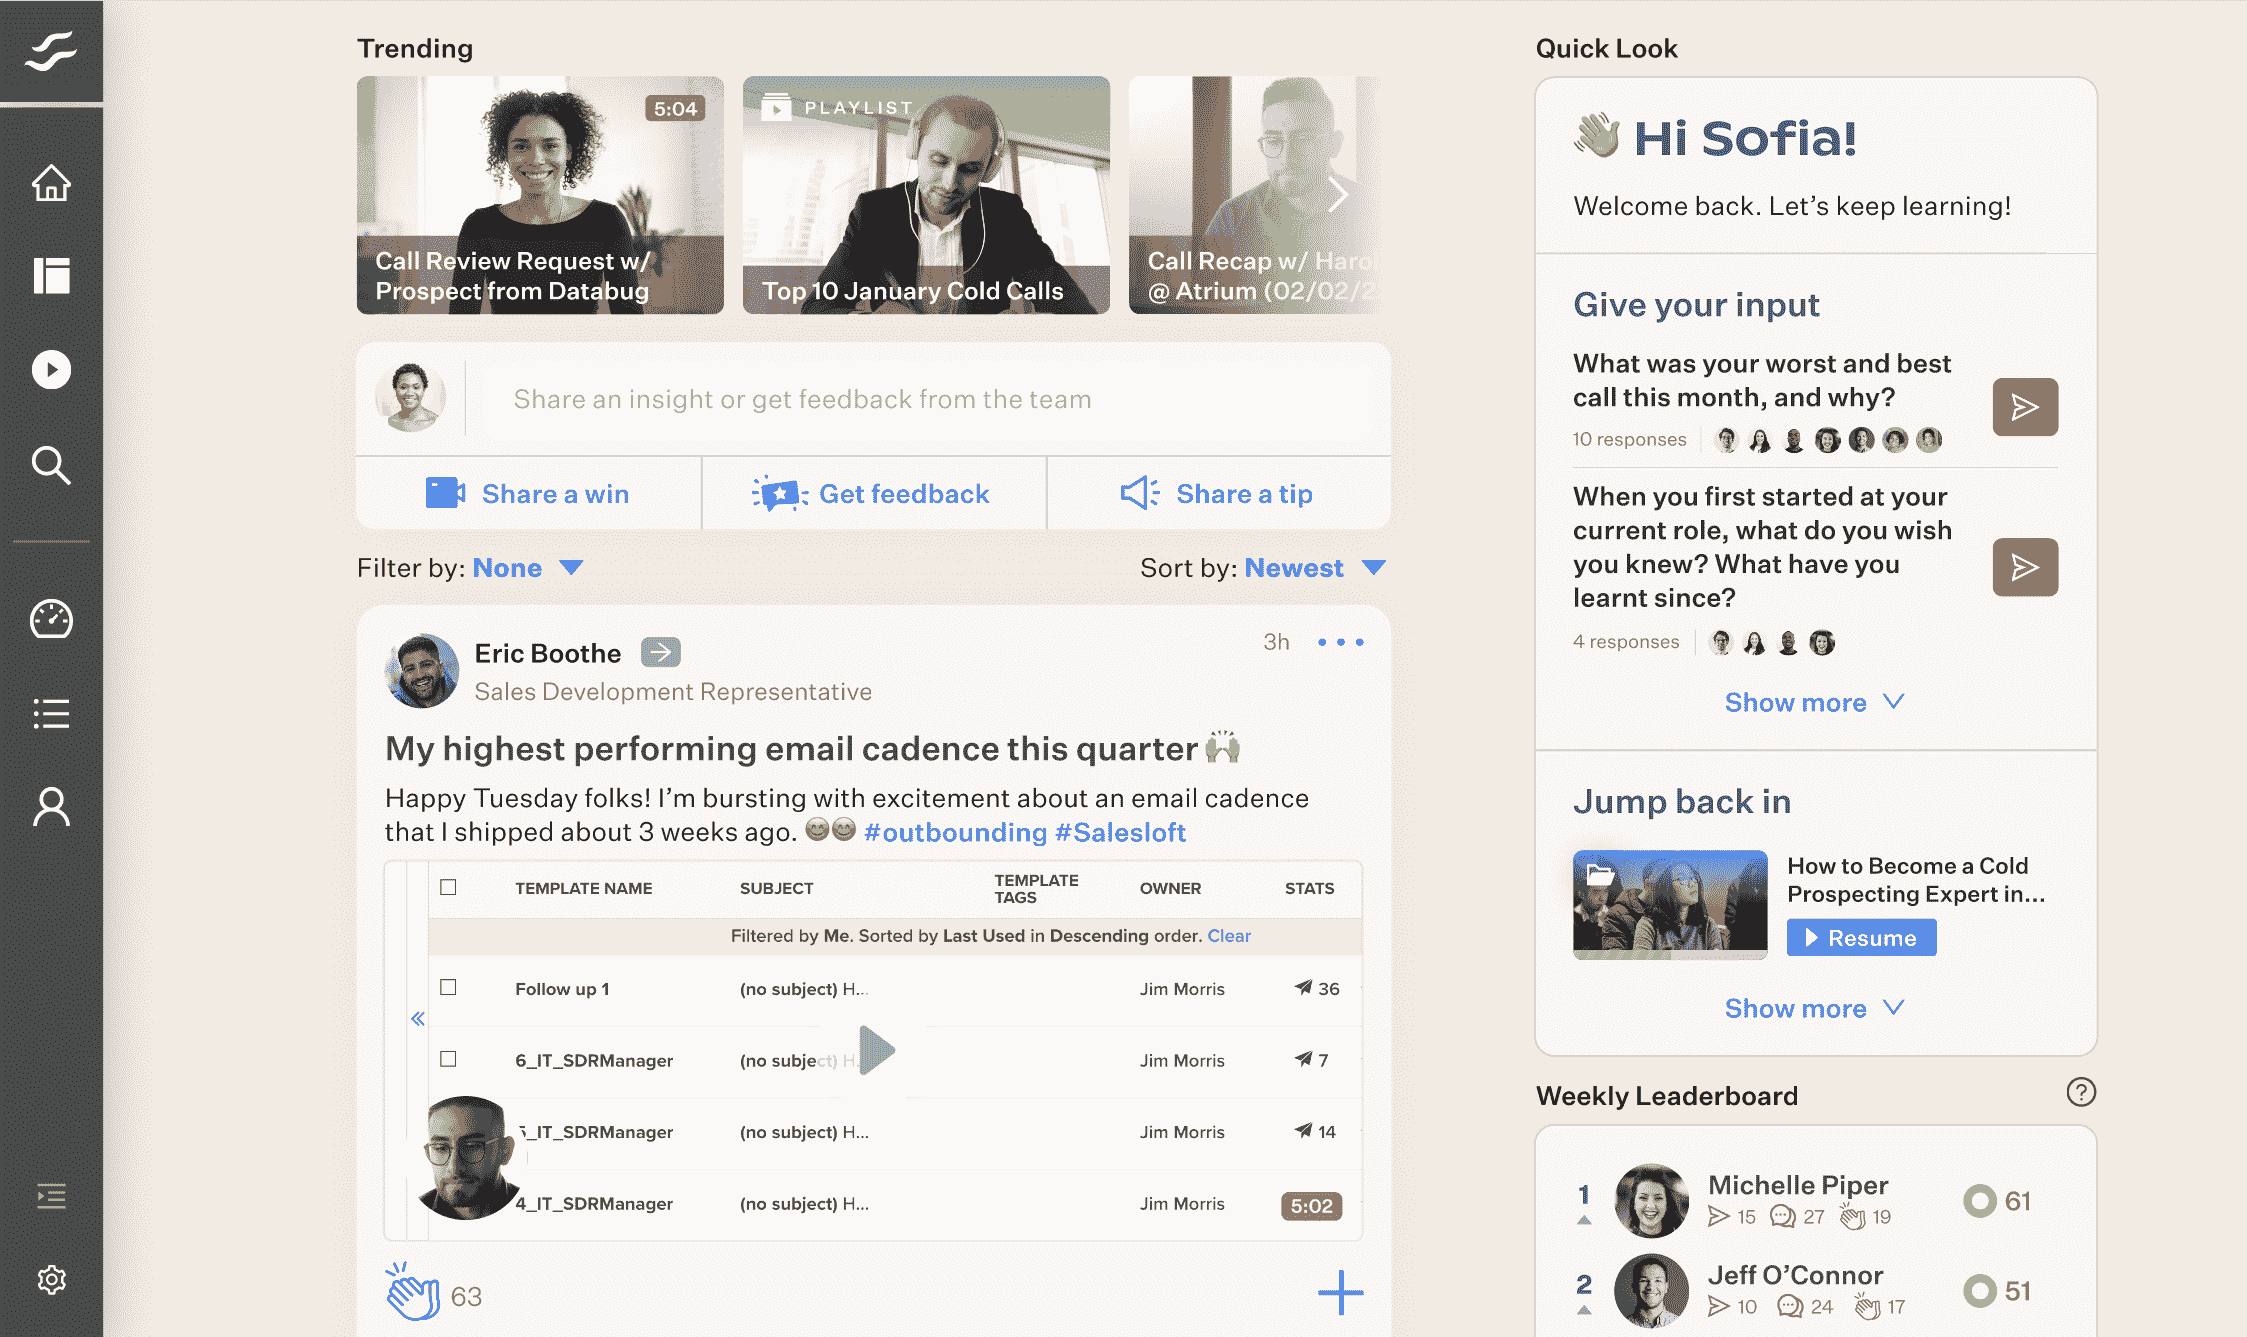 Trending
5:04
Call Review Request w/
Prospect from Databug
PLAYLIST
Top 10 January Cold Calls
Call Recap w/
@ Atrium (02/02/2
Share an insight or get feedback from the team
Share a win
Get feedback
Share a tip
Filter by: None
Sort by: Newest
Eric Boothe
3h
Sales Development Representative
My highest performing email cadence this quarter
Happy Tuesday folks! I’m bursting with excitement about an email cadence
that I shipped about 3 weeks ago. 😊😊 #outbounding #Salesloft
TEMPLATE NAME SUBJECT TEMPLATE TAGS OWNER STATS
Filtered by Me. Sorted by Last Used in Descending order. Clear
Follow up 1 (no subject) H... Jim Morris 36
6_IT_SDRManager (no subject) H. Jim Morris 7
5_IT_SDRManager (no subject) H... Jim Morris 14
4_IT_SDRManager (no subject) H... Jim Morris
5:02
63
Quick Look
👋 Hi Sofia!
Welcome back. Let’s keep learning!
Give your input
What was your worst and best
call this month, and why?
10 responses
When you first started at your
current role, what do you wish
you knew? What have you
learnt since?
4 responses
Show more
Jump back in
How to Become a Cold
Prospecting Expert in...
Resume
Show more
Weekly Leaderboard
?
1 Michelle Piper 61
15 27 19
2 Jeff O’Connor 51
10 24 17